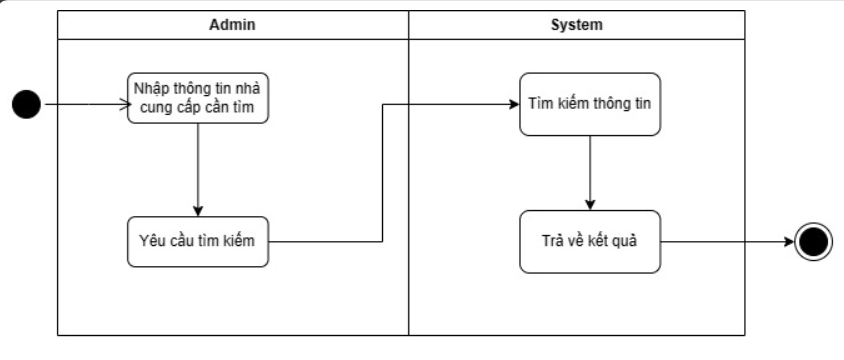 Admin
System
Nhập thông tin nhà
cung cấp cần tìm
Tìm kiếm thông tin
Yêu cầu tìm kiếm
Trả về kết quả